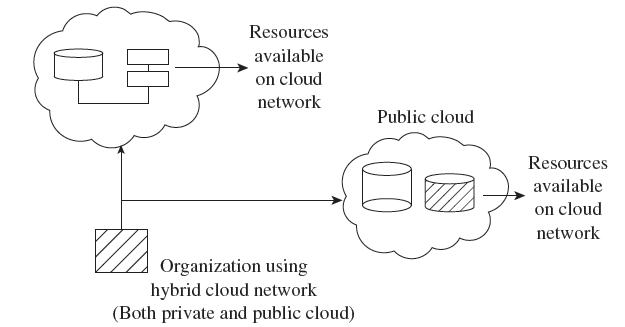 Resources
available
on cloud
network
Public cloud
Resources
available
on cloud
network
Organization using
hybrid cloud network
(Both private and public cloud)